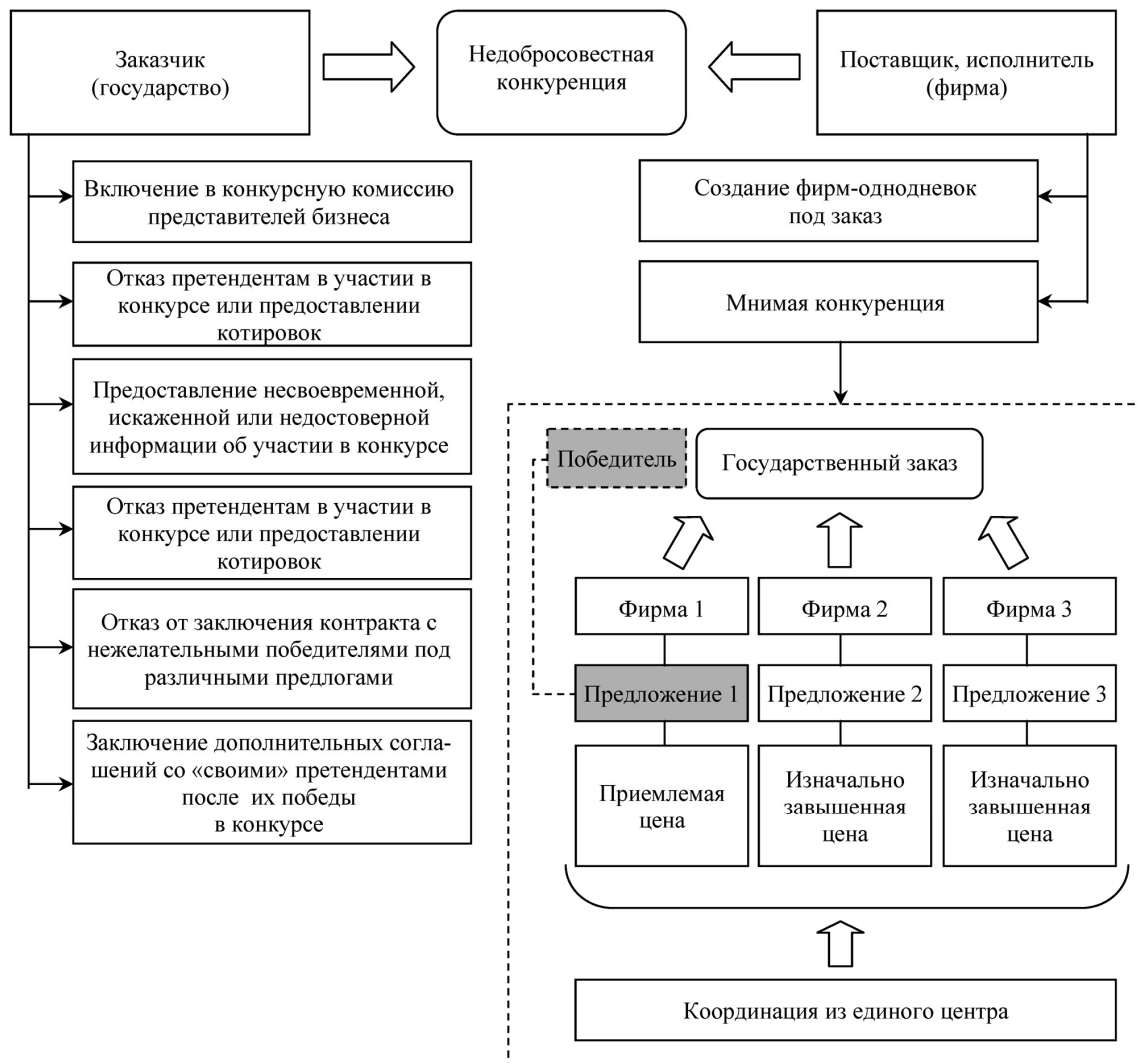 Заказчик
(государство)
Недобросовестная
конкуренция
Поставщик, исполнитель
(фирма)
Включение в конкурсную комиссию
представителей бизнеса
Отказ претендентам в участии в
конкурсе или предоставлении
котировок
Предоставление несвоевременной,
искаженной или недостоверной
информации об участии в конкурсе
Отказ претендентам в участии в
конкурсе или предоставлении
котировок
Отказ от заключения контракта с
нежелательными победителями под
различными предлогами
Заключение дополнительных согла-
шений со «своими» претендентами
после их победы
в конкурсе
Создание фирм-однодневок
под заказ
Мнимая конкуренция
Победитель
Государственный заказ
Фирма 1
Фирма 2
Фирма 3
Предложение 1
Предложение 2
Предложение 3
Приемлемая
цена
Изначально
завышенная
цена
Изначально
завышенная
цена
Координация из единого центра